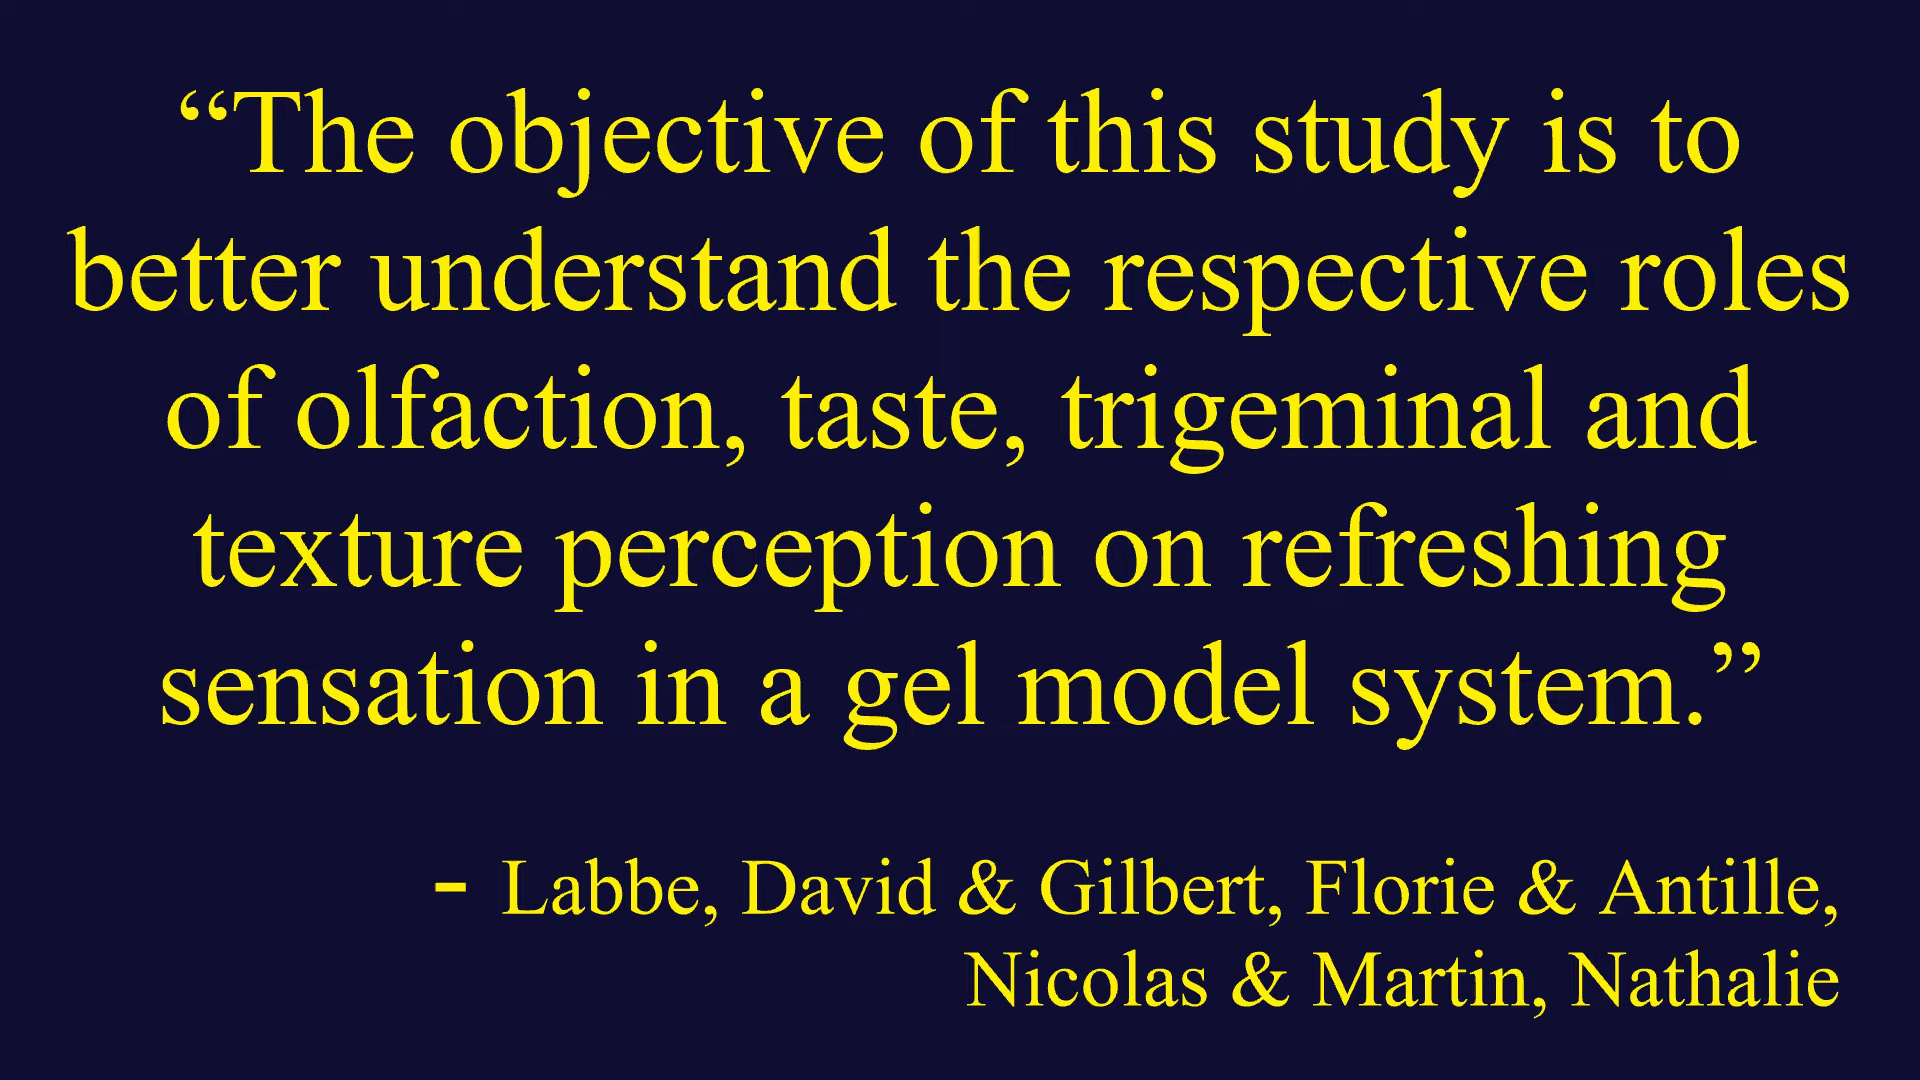 “The objective of this study is to
better understand the respective roles
of olfaction, taste, trigeminal and
texture perception on refreshing
sensation in a gel model system.”
- Labbe, David & Gilbert, Florie & Antille,
Nicolas & Martin, Nathalie